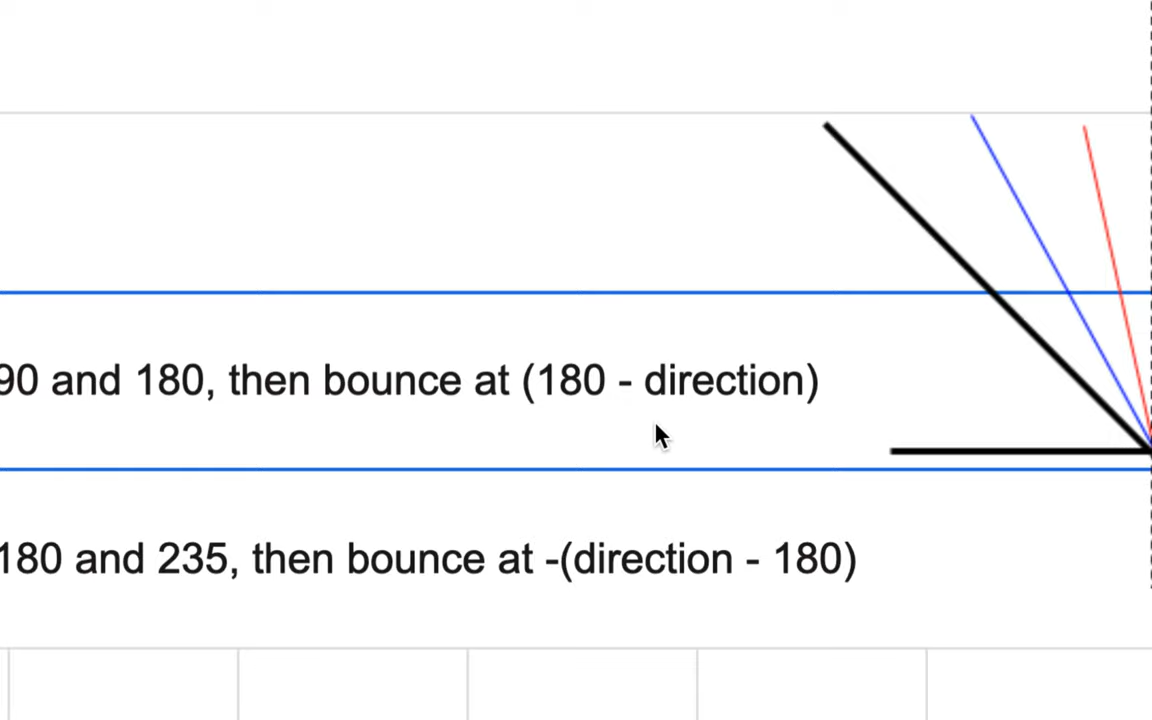 90 and 180, then bounce at (180 - direction)
180 and 235, then bounce at -(direction - 180)